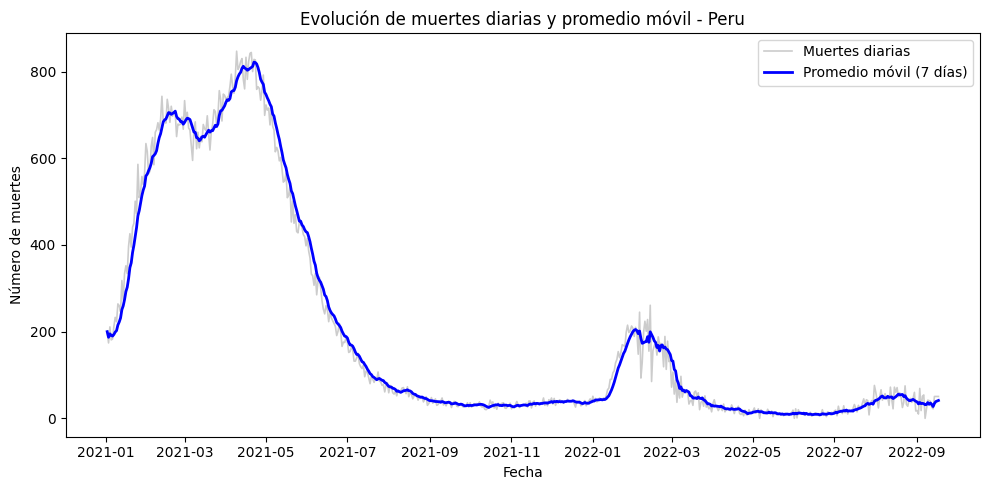 Evolución de muertes diarias y promedio móvil - Peru
Muertes diarias
Promedio móvil (7 días)
Número de muertes
800
600
400
200
0
2021-01 2021-03 2021-05 2021-07 2021-09 2021-11 2022-01 2022-03 2022-05 2022-07 2022-09
Fecha